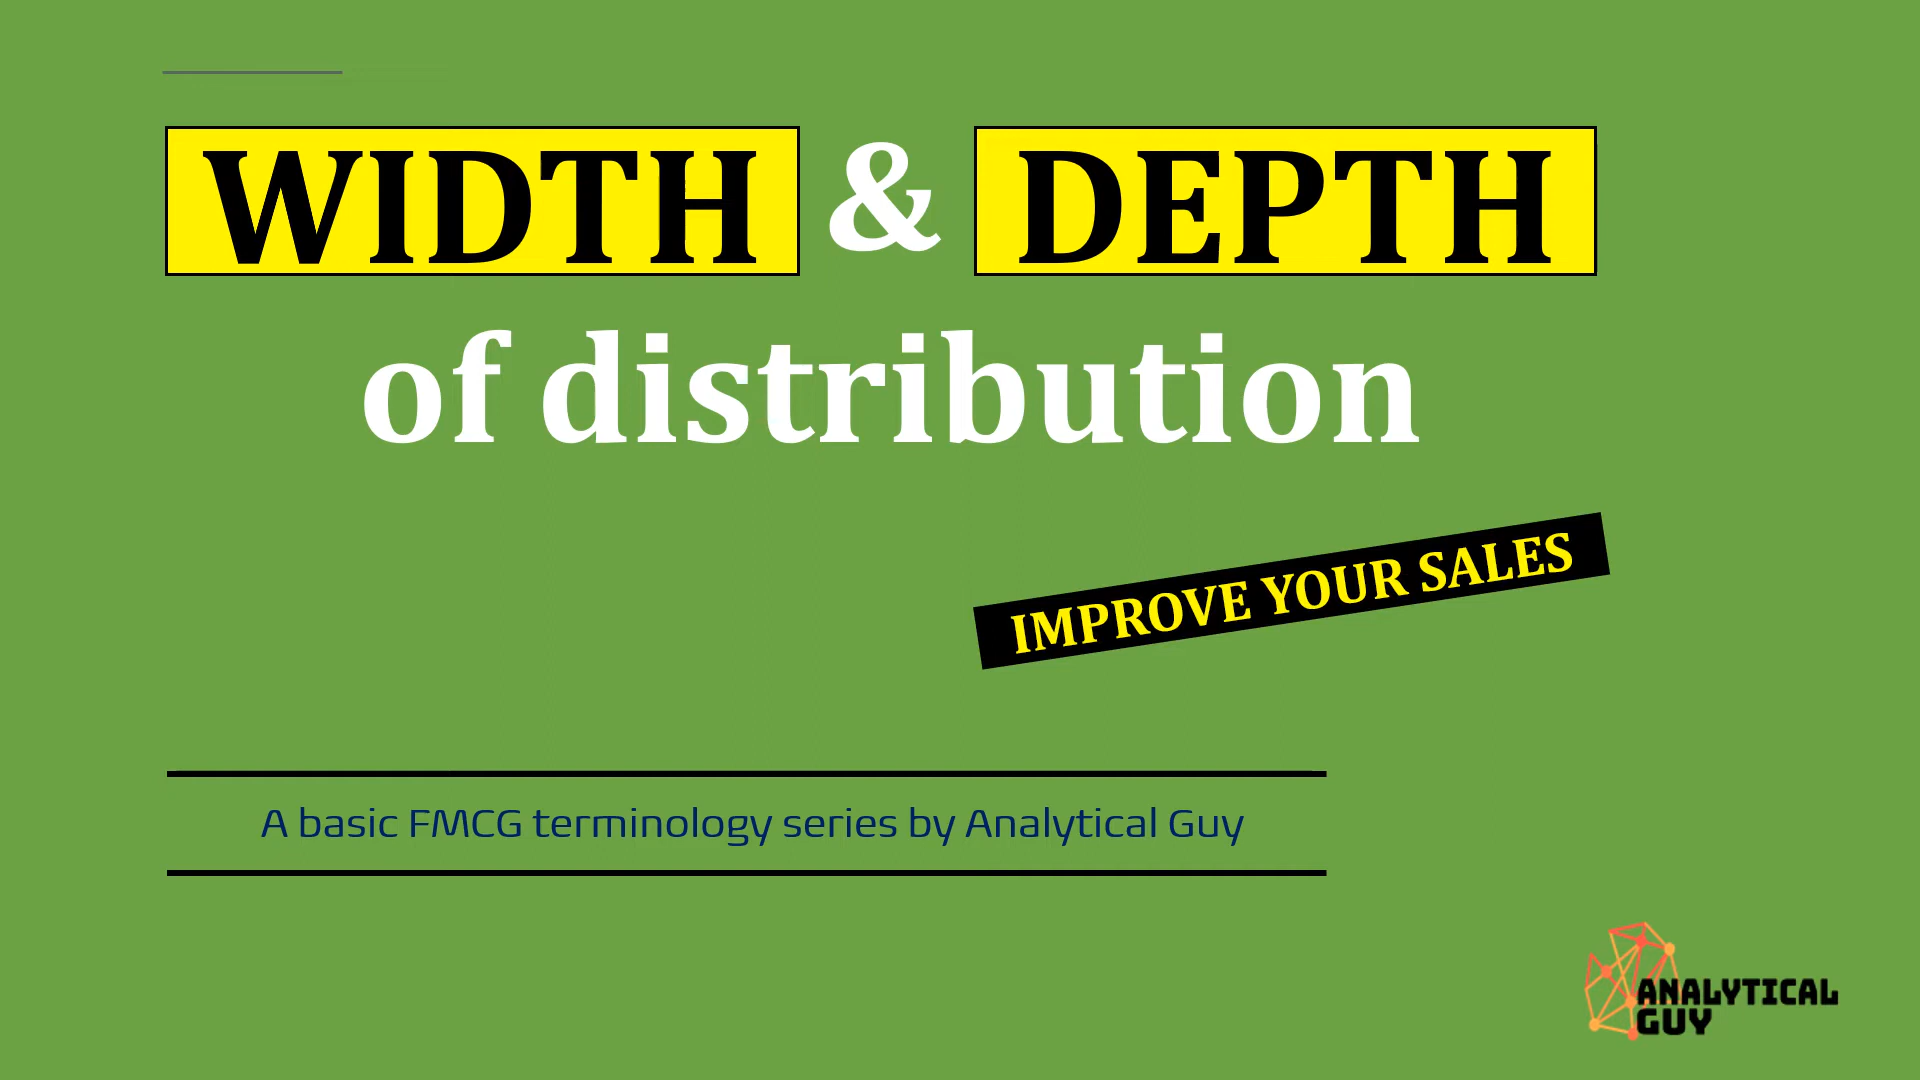 WIDTH & DEPTH
of distribution
IMPROVE YOUR SALES
A basic FMCG terminology series by Analytical Guy
ANALYTICAL
GUY